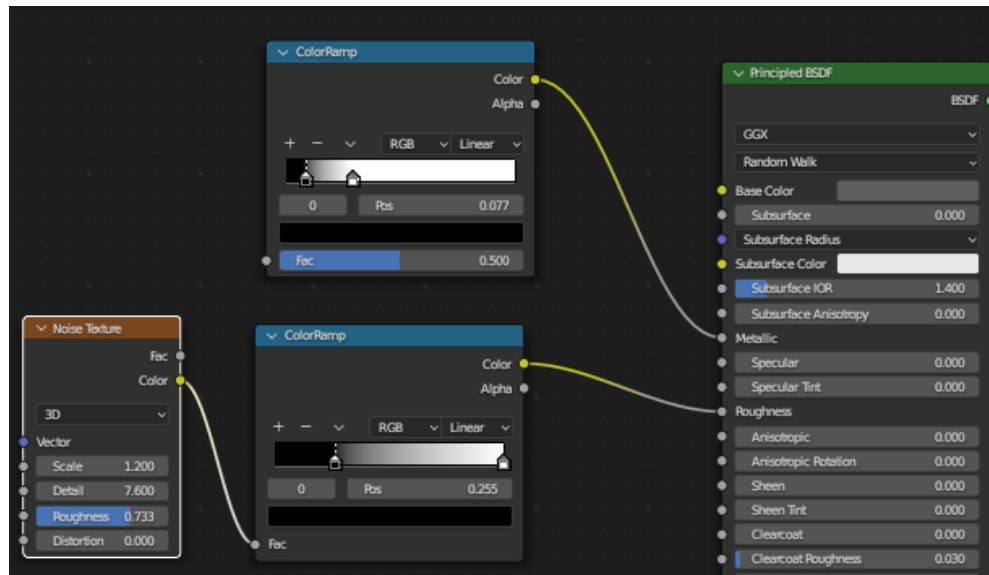 ColorRamp
Color
Alpha
+ − RGB Linear
0 Pos 0.077
Fac 0.500
Noise Texture
Fac
Color
3D
Vector
Scale 1.200
Detail 7.600
Roughness 0.733
Distortion 0.000
ColorRamp
Color
Alpha
+ − RGB Linear
0 Pos 0.255
Fac
Principled BSDF
BSDF
GGX
Random Walk
Base Color
Subsurface 0.000
Subsurface Radius
Subsurface Color
Subsurface IOR 1.400
Subsurface Anisotropy 0.000
Metallic
Specular 0.000
Specular Tint 0.000
Roughness
Anisotropic 0.000
Anisotropic Rotation 0.000
Sheen 0.000
Sheen Tint 0.000
Clearcoat 0.000
Clearcoat Roughness 0.030